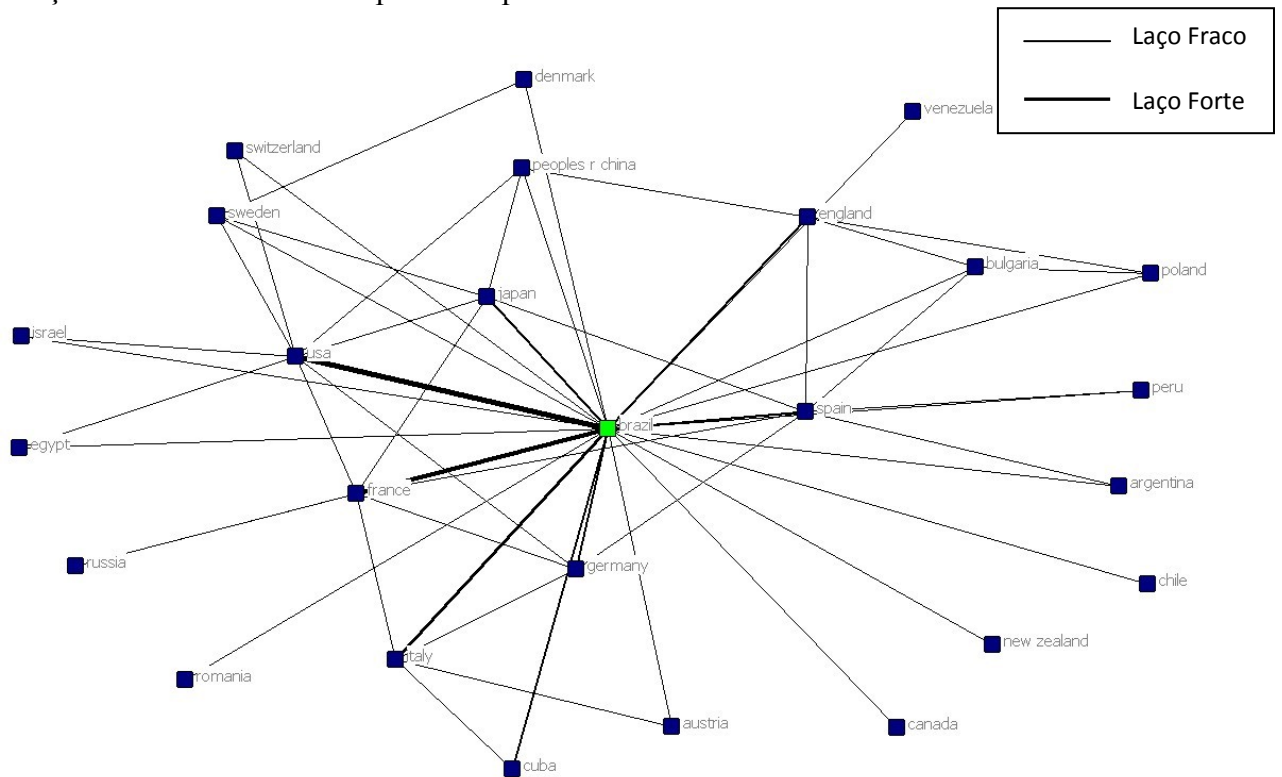 Laço Fraco
Laço Forte
denmark
venezuela
switzerland
peoples r china
sweden
england
bulgaria
poland
japan
israel
usa
peru
spain
brazil
egypt
argentina
france
russia
germany
chile
new zealand
italy
romania
austria
canada
cuba